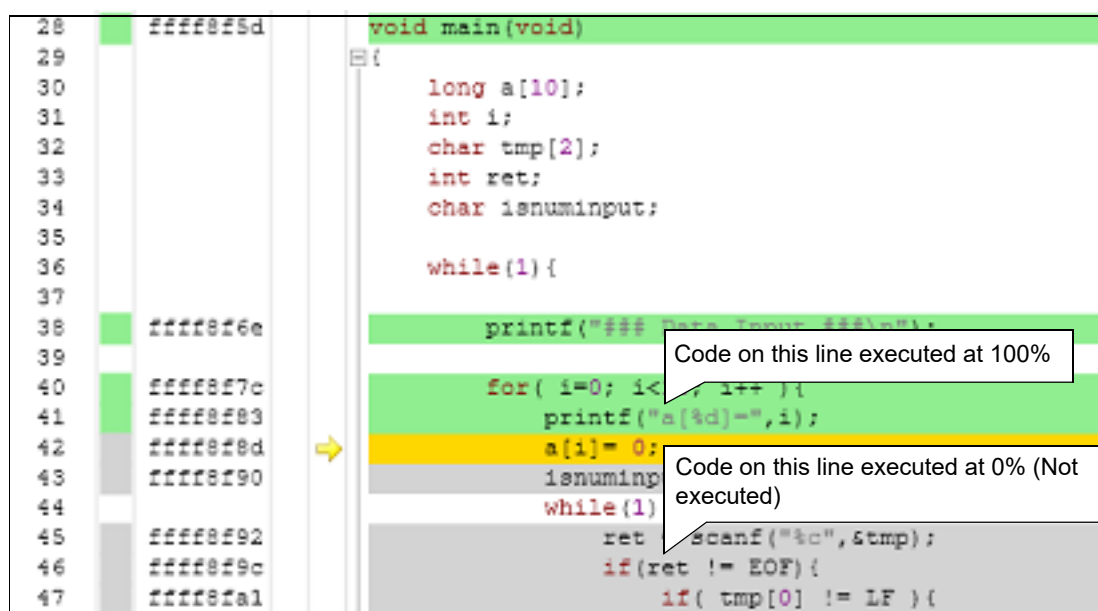 28 ffff8f5d void main(void)
29 {
30 long a[10];
31 int i;
32 char tmp[2];
33 int ret;
34 char isnuminput;
35
36 while(1){
37
38 ffff8f6e printf("### Data Input ###\n");
39
Code on this line executed at 100%
40 ffff8f7c for( i=0; i< i++ ){
41 ffff8f83 printf("a[%d]=",i);
42 ffff8f8d a[i]= 0;
43 ffff8f90 isnuminp
Code on this line executed at 0% (Not
executed)
44 while(1)
45 ffff8f92 ret scanf("%c",&tmp);
46 ffff8f9c if(ret != EOF){
47 ffff8fa1 if( tmp[0] != LF ){